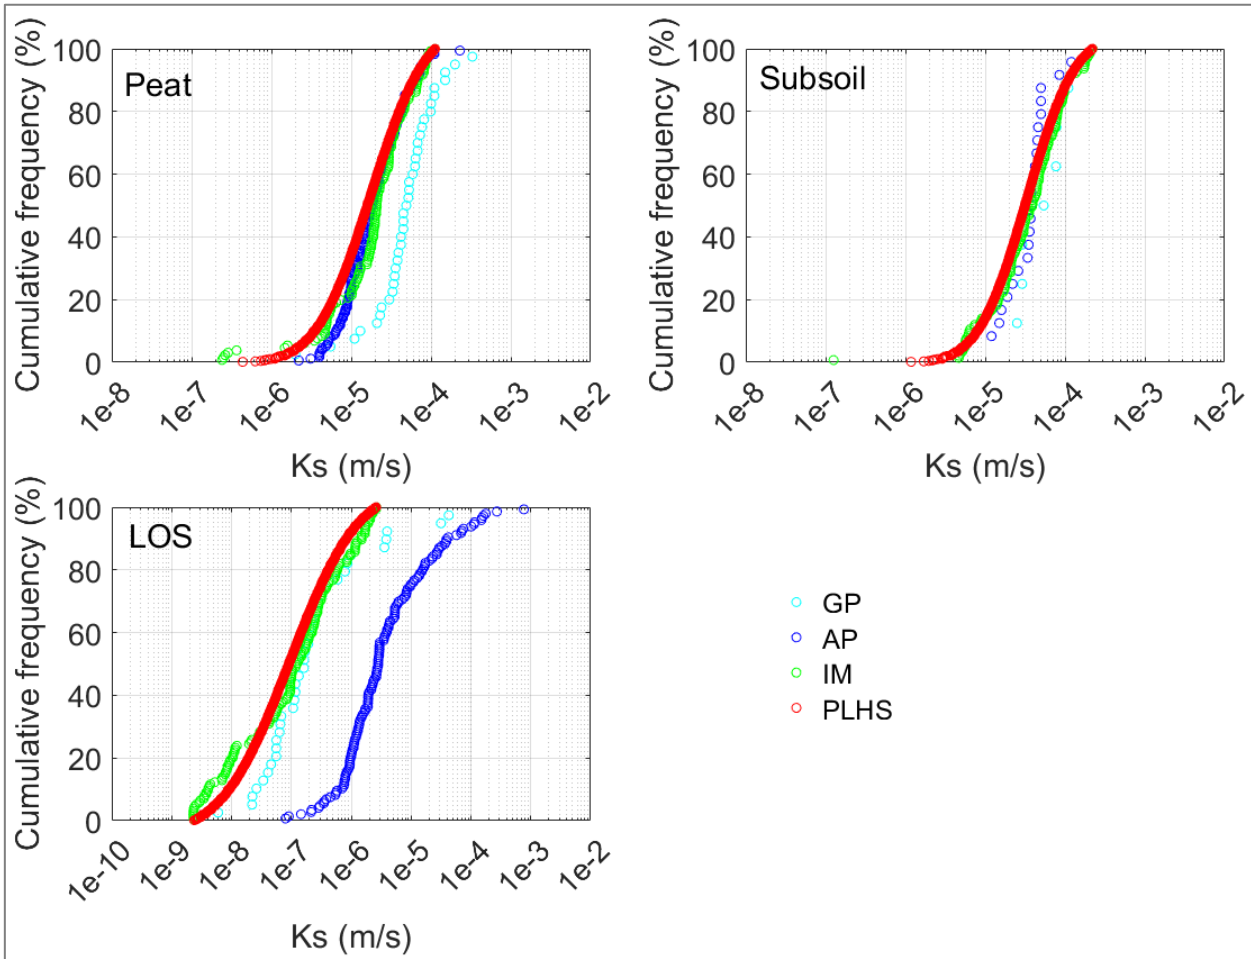 Peat
Cumulative frequency (%)
100
80
60
40
20
0
1e-8
1e-7
1e-6
1e-5
1e-4
1e-3
1e-2
Ks (m/s)
Subsoil
Cumulative frequency (%)
100
80
60
40
20
0
1e-8
1e-7
1e-6
1e-5
1e-4
1e-3
1e-2
Ks (m/s)
LOS
Cumulative frequency (%)
100
80
60
40
20
0
1e-10
1e-9
1e-8
1e-7
1e-6
1e-5
1e-4
1e-3
1e-2
Ks (m/s)
GP
AP
IM
PLHS